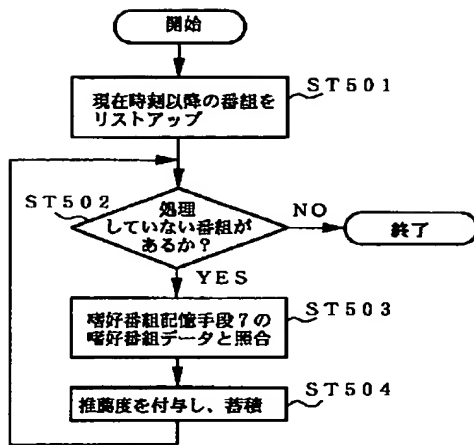 開始
ST501
現在時刻以降の番組を
リストアップ
ST502
処理
していない番組が
あるか？
NO
終了
YES
ST503
嗜好番組記憶手段7の
嗜好番組データと照合
ST504
推薦度を付与し、蓄積